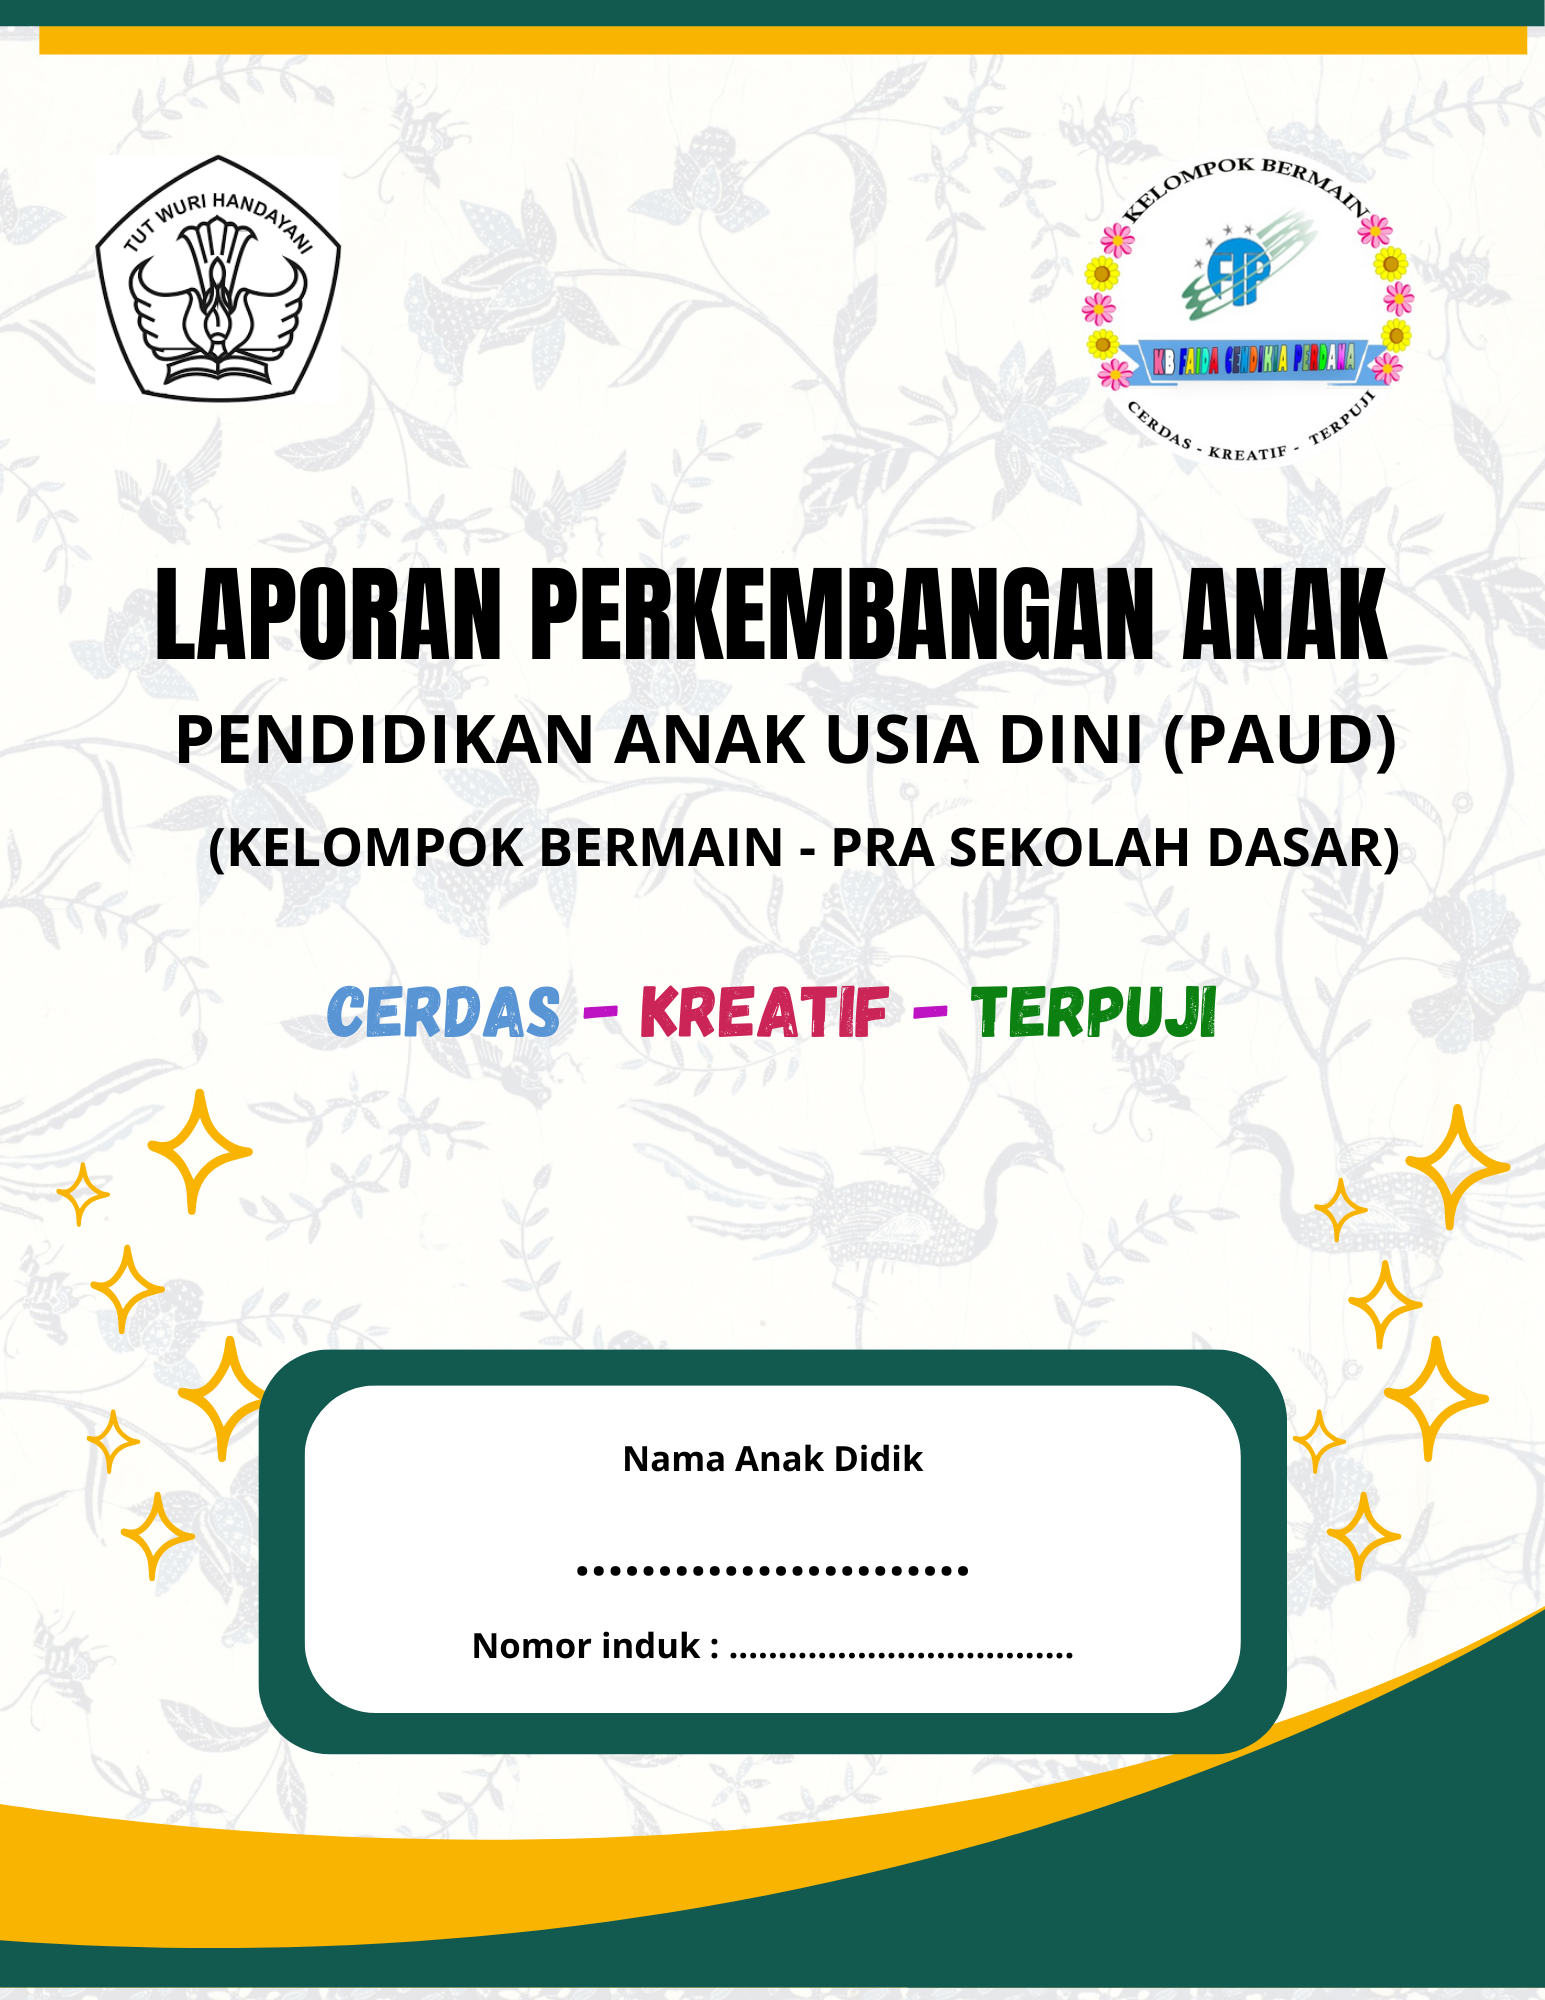 TUT WURI HANDAYANI
KELOMPOK BERMAIN
FIP
KB FAIDA CENDIKIA PERDANA
CERDAS - KREATIF - TERPUJI
LAPORAN PERKEMBANGAN ANAK
PENDIDIKAN ANAK USIA DINI (PAUD)
(KELOMPOK BERMAIN - PRA SEKOLAH DASAR)
CERDAS - KREATIF - TERPUJI
Nama Anak Didik
........................
Nomor induk : ...................................